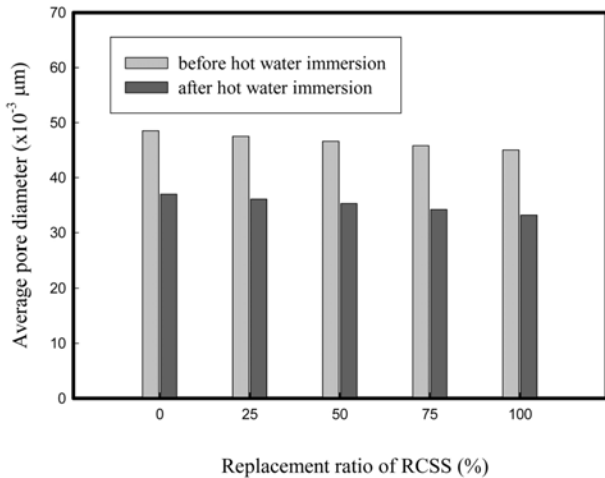 Average pore diameter (x10⁻³ μm)
70
60
50
40
30
20
10
0
before hot water immersion
after hot water immersion
0 25 50 75 100
Replacement ratio of RCSS (%)